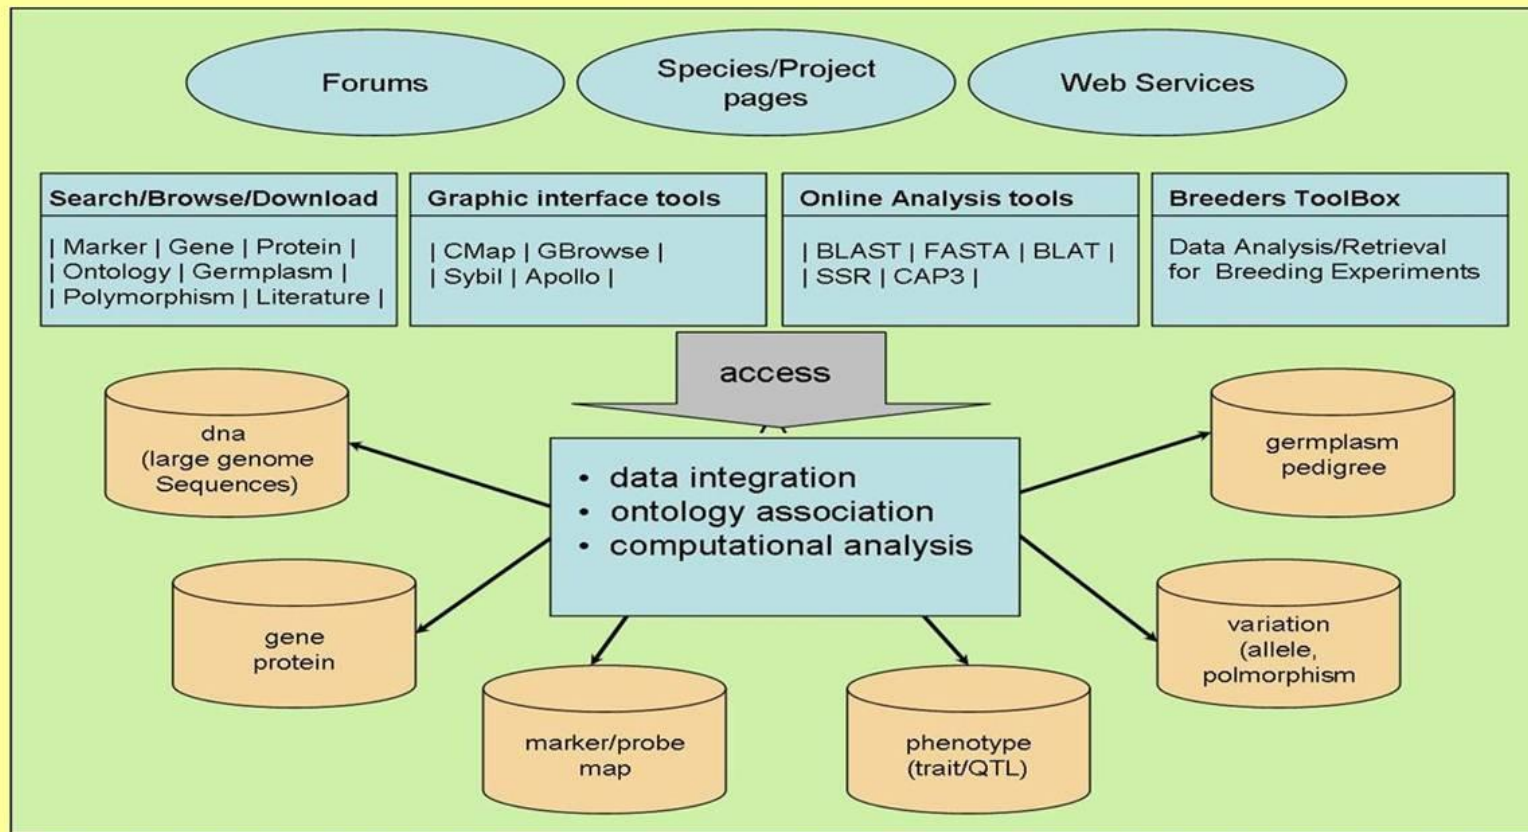 Forums
Species/Project
pages
Web Services
Search/Browse/Download
| Marker | Gene | Protein |
| Ontology | Germplasm |
| Polymorphism | Literature |
Graphic interface tools
| CMap | GBrowse |
| Sybil | Apollo |
Online Analysis tools
| BLAST | FASTA | BLAT |
| SSR | CAP3 |
Breeders ToolBox
Data Analysis/Retrieval
for Breeding Experiments
access
dna
(large genome
Sequences)
• data integration
• ontology association
• computational analysis
germplasm
pedigree
gene
protein
variation
(allele,
polmorphism
marker/probe
map
phenotype
(trait/QTL)